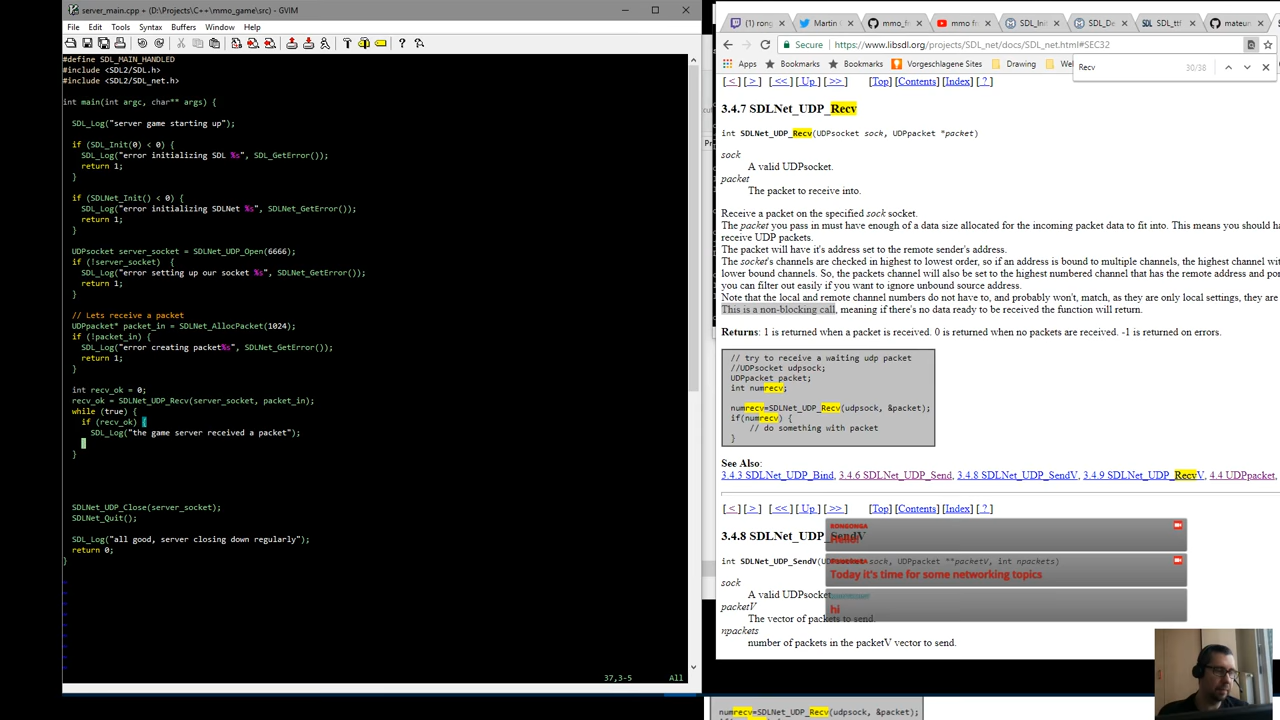 server_main.cpp + (D:\Projects\C++\mmo_game\src) - GVIM
File Edit Tools Syntax Buffers Window Help
#define SDL_MAIN_HANDLED
#include <SDL2/SDL.h>
#include <SDL2/SDL_net.h>
int main(int argc, char** args) {
SDL_Log("server game starting up");
if (SDL_Init(0) < 0) {
SDL_Log("error initializing SDL %s", SDL_GetError());
return 1;
}
if (SDLNet_Init() < 0) {
SDL_Log("error initializing SDLNet %s", SDLNet_GetError());
return 1;
}
UDPsocket server_socket = SDLNet_UDP_Open(6666);
if (!server_socket) {
SDL_Log("error setting up our socket %s", SDLNet_GetError());
return 1;
}
// Lets receive a packet
UDPpacket* packet_in = SDLNet_AllocPacket(1024);
if (!packet_in) {
SDL_Log("error creating packet%s", SDLNet_GetError());
return 1;
}
int recv_ok = 0;
recv_ok = SDLNet_UDP_Recv(server_socket, packet_in);
while (true) {
if (recv_ok) {
SDL_Log("the game server received a packet");
}
}
SDLNet_UDP_Close(server_socket);
SDLNet_Quit();
SDL_Log("all good, server closing down regularly");
return 0;
}
37,3-5 All
(1) rong Martin mmo_fr mmo fr SDL_Ini SDL_De SDL_ttf mateus
Secure https://www.libsdl.org/projects/SDL_net/docs/SDL_net.html#SEC32
Apps Bookmarks Vorgeschlagene Sites Drawing
Recv 30/38
[ < ] [ > ] [ << ] [ Up ] [ >> ] [Top] [Contents] [Index] [ ? ]
3.4.7 SDLNet_UDP_Recv
int SDLNet_UDP_Recv(UDPsocket sock, UDPpacket *packet)
sock
A valid UDPsocket.
packet
The packet to receive into.
Receive a packet on the specified sock socket.
The packet you pass in must have enough of a data size allocated for the incoming packet data to fit into. This means you should ha
receive UDP packets.
The packet will have it's address set to the remote sender's address.
The socket's channels are checked in highest to lowest order, so if an address is bound to multiple channels, the highest channel wit
lower bound channels. So, the packets channel will also be set to the highest numbered channel that has the remote address and por
you can filter out easily if you want to ignore unbound source address.
Note that the local and remote channel numbers do not have to, and probably won't, match, as they are only local settings, they are
This is a non-blocking call, meaning if there's no data ready to be received the function will return.
Returns: 1 is returned when a packet is received. 0 is returned when no packets are received. -1 is returned on errors.
// try to receive a waiting udp packet
//UDPsocket udpsock;
UDPpacket packet;
int numrecv;
numrecv=SDLNet_UDP_Recv(udpsock, &packet);
if(numrecv) {
// do something with packet
}
See Also:
3.4.3 SDLNet_UDP_Bind, 3.4.6 SDLNet_UDP_Send, 3.4.8 SDLNet_UDP_SendV, 3.4.9 SDLNet_UDP_RecvV, 4.4 UDPpacket,
[ < ] [ > ] [ << ] [ Up ] [ >> ] [Top] [Contents] [Index] [ ? ]
RONGONGA
Hello!
3.4.8 SDLNet_UDP_SendV
int SDLNet_UDP_SendV(UDPsocket sock, UDPpacket **packetV, int npackets)
Today it's time for some networking topics
sock
A valid UDPsocket.
hi
packetV
The vector of packets to send.
npackets
number of packets in the packetV vector to send.
numrecv=SDLNet_UDP_Recv(udpsock, &packet);